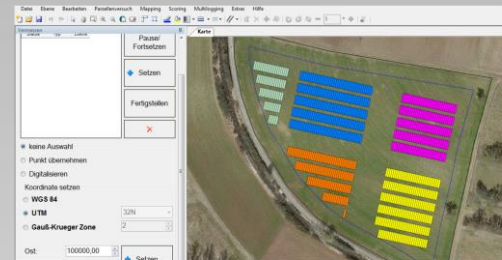 Datei Ebene Bearbeiten Parzellenversuch Mapping Scoring Multilogging Extras Hilfe
Karte
Pause/
Fortsetzen
Setzen
Fertigstellen
keine Auswahl
Punkt übernehmen
Digitalisieren
Koordinate setzen
WGS 84
UTM
32N
Gauß-Krueger Zone
2
Ost:
100000,00
Setzen